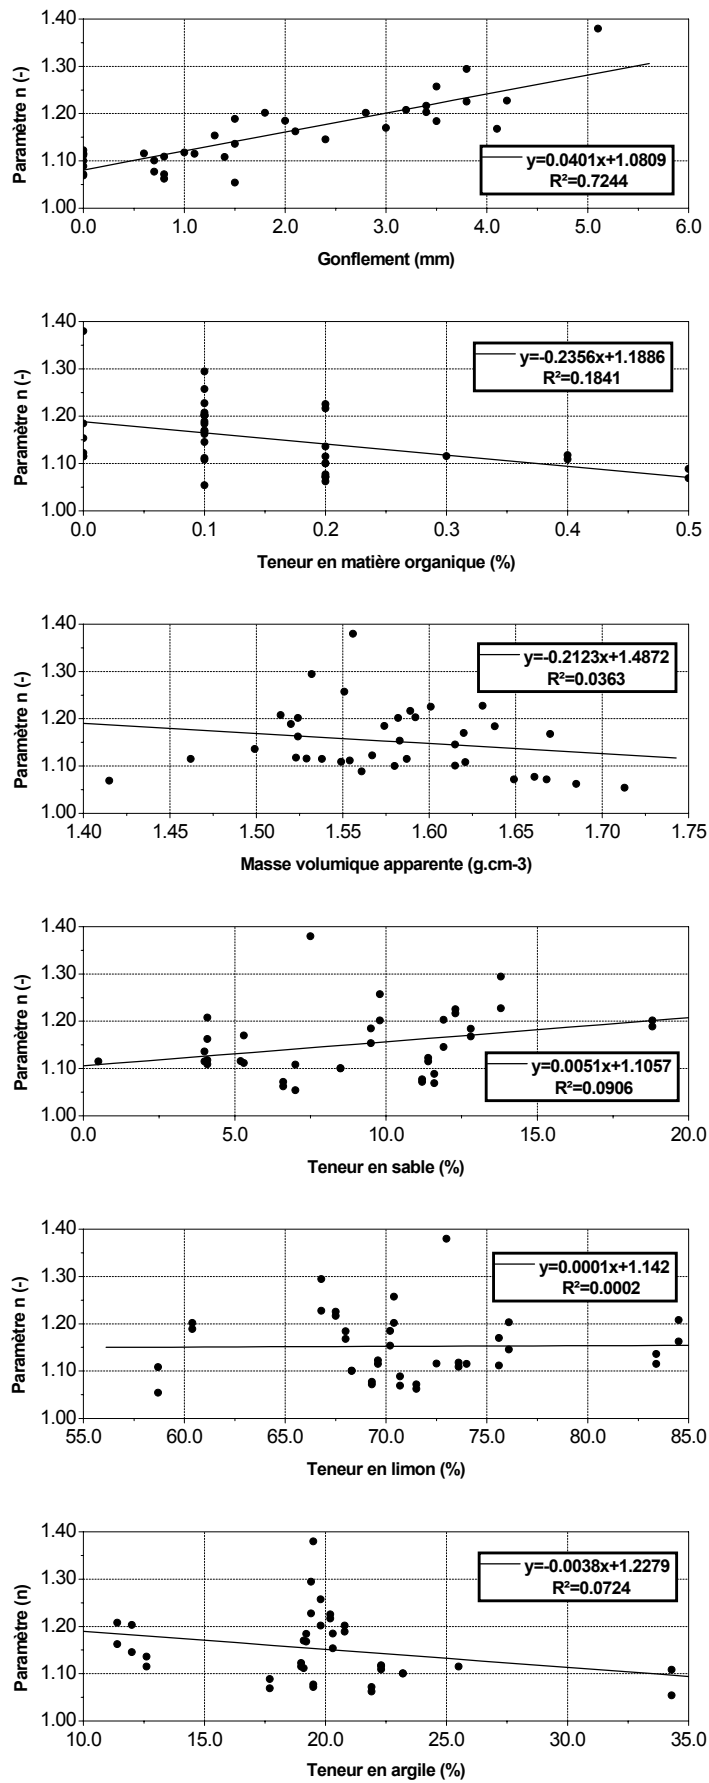 1.40
1.30
1.20
1.10
1.00
Paramètre n (-)
y=0.0401x+1.0809
R²=0.7244
0.0 1.0 2.0 3.0 4.0 5.0 6.0
Gonflement (mm)
1.40
1.30
1.20
1.10
1.00
Paramètre n (-)
y=-0.2356x+1.1886
R²=0.1841
0.0 0.1 0.2 0.3 0.4 0.5
Teneur en matière organique (%)
1.40
1.30
1.20
1.10
1.00
Paramètre n (-)
y=-0.2123x+1.4872
R²=0.0363
1.40 1.45 1.50 1.55 1.60 1.65 1.70 1.75
Masse volumique apparente (g.cm-3)
1.40
1.30
1.20
1.10
1.00
Paramètre n (-)
y=0.0051x+1.1057
R²=0.0906
0.0 5.0 10.0 15.0 20.0
Teneur en sable (%)
1.40
1.30
1.20
1.10
1.00
Paramètre n (-)
y=0.0001x+1.142
R²=0.0002
55.0 60.0 65.0 70.0 75.0 80.0 85.0
Teneur en limon (%)
1.40
1.30
1.20
1.10
1.00
Paramètre (n)
y=-0.0038x+1.2279
R²=0.0724
10.0 15.0 20.0 25.0 30.0 35.0
Teneur en argile (%)